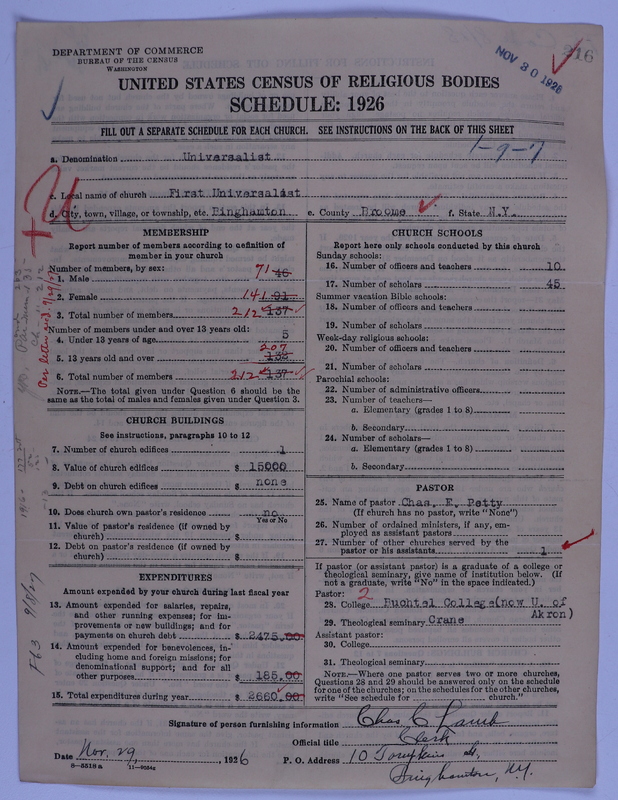 DEPARTMENT OF COMMERCE
BUREAU OF THE CENSUS
WASHINGTON
NOV 30 1926
216
UNITED STATES CENSUS OF RELIGIOUS BODIES
SCHEDULE: 1926
FILL OUT A SEPARATE SCHEDULE FOR EACH CHURCH. SEE INSTRUCTIONS ON THE BACK OF THIS SHEET
a. Denomination Universalist
1-9-7
c. Local name of church First Universalist
d. City, town, village, or township, etc. Binghamton e. County Broome f. State N.Y.
MEMBERSHIP
Report number of members according to definition of
member in your church
Number of members, by sex:
1. Male 71 46
2. Female 141 91
3. Total number of members 212 137
Number of members under and over 13 years old:
4. Under 13 years of age 5
5. 13 years old and over 207 132
6. Total number of members 212 137
NOTE.—The total given under Question 6 should be the
same as the total of males and females given under Question 3.
CHURCH BUILDINGS
See instructions, paragraphs 10 to 12
7. Number of church edifices 1
8. Value of church edifices $ 15000
9. Debt on church edifices $ none
10. Does church own pastor's residence no
Yes or No
11. Value of pastor's residence (if owned by
church) $
12. Debt on pastor's residence (if owned by
church) $
EXPENDITURES
Amount expended by your church during last fiscal year
13. Amount expended for salaries, repairs,
and other running expenses; for im-
provements or new buildings; and for
payments on church debt $ 2475.00
14. Amount expended for benevolences, in-
cluding home and foreign missions; for
denominational support; and for all
other purposes $ 185.00
15. Total expenditures during year $ 2660.00
CHURCH SCHOOLS
Report here only schools conducted by this church
Sunday schools:
16. Number of officers and teachers 10
17. Number of scholars 45
Summer vacation Bible schools:
18. Number of officers and teachers
19. Number of scholars
Week-day religious schools:
20. Number of officers and teachers
21. Number of scholars
Parochial schools:
22. Number of administrative officers
23. Number of teachers—
a. Elementary (grades 1 to 8)
b. Secondary
24. Number of scholars—
a. Elementary (grades 1 to 8)
b. Secondary
PASTOR
25. Name of pastor Chas. E. Petty
(If church has no pastor, write "None")
26. Number of ordained ministers, if any, em-
ployed as assistant pastors
27. Number of other churches served by the
pastor or his assistants 1
If pastor (or assistant pastor) is a graduate of a college or
theological seminary, give name of institution below. (If
not a graduate, write "No" in the space indicated.)
Pastor: 2
28. College Buchtel College(now U. of
Akron)
29. Theological seminary Crane
Assistant pastor:
30. College
31. Theological seminary
NOTE.—Where one pastor serves two or more churches,
Questions 28 and 29 should be answered only on the schedule
for one of the churches; on the schedules for the other churches,
write "See schedule for church."
Signature of person furnishing information Chas C Lamb
Official title Clerk
Date Nov. 29, 1926 P. O. Address 10 Tompkins st,
Binghamton, N.Y.
8—5518a 11—9024c